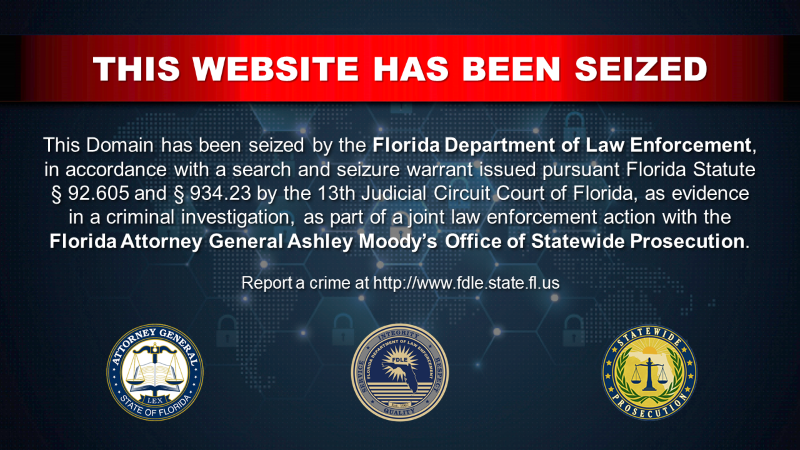 THIS WEBSITE HAS BEEN SEIZED
This Domain has been seized by the Florida Department of Law Enforcement,
in accordance with a search and seizure warrant issued pursuant Florida Statute
§ 92.605 and § 934.23 by the 13th Judicial Circuit Court of Florida, as evidence
in a criminal investigation, as part of a joint law enforcement action with the
Florida Attorney General Ashley Moody's Office of Statewide Prosecution.
Report a crime at http://www.fdle.state.fl.us
ATTORNEY GENERAL
LEX
STATE OF FLORIDA
INTEGRITY
SERVICE
RESPECT
QUALITY
FLORIDA DEPARTMENT OF LAW ENFORCEMENT
FDLE
STATEWIDE
PROSECUTION